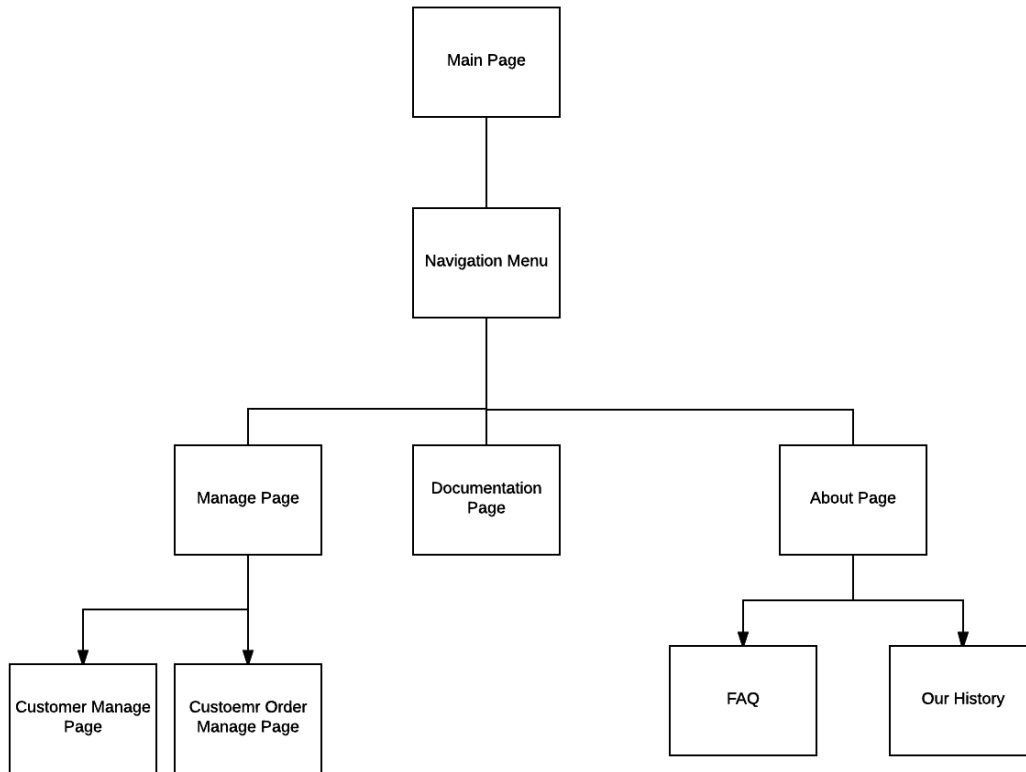 Main Page
Navigation Menu
Manage Page
Documentation
Page
About Page
Customer Manage
Page
Custoemr Order
Manage Page
FAQ
Our History